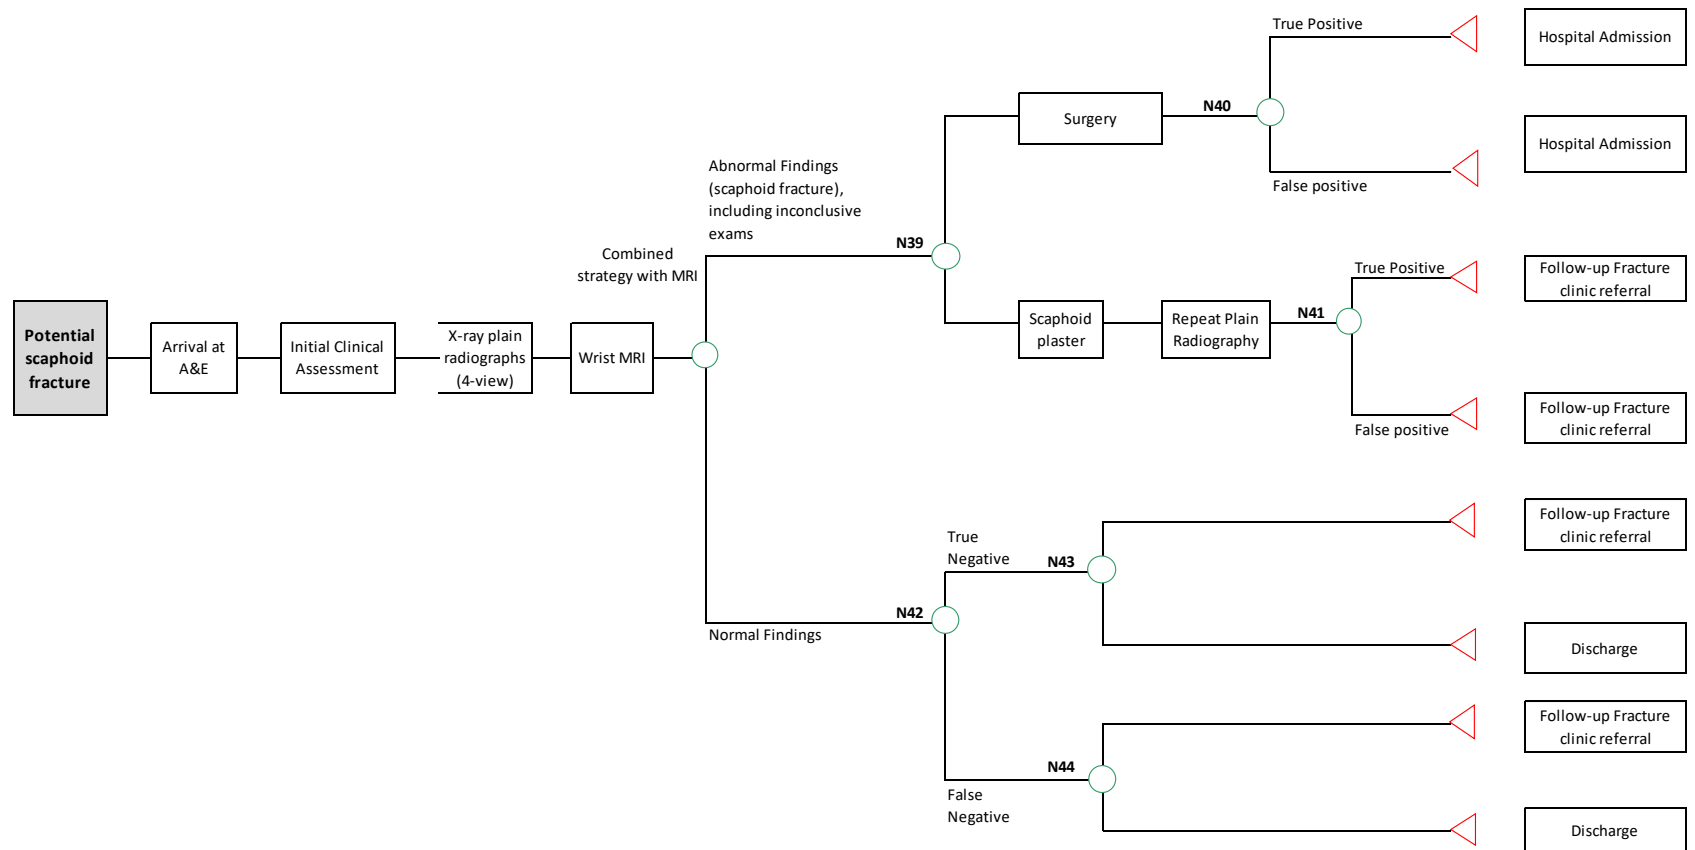 True Positive
Hospital Admission
N40
Surgery
Hospital Admission
False positive
Abnormal Findings
(scaphoid fracture),
including inconclusive
exams
N39
Combined
strategy with MRI
True Positive
Follow-up Fracture
clinic referral
Scaphoid
plaster
Repeat Plain
Radiography
N41
Potential
scaphoid
fracture
Arrival at
A&E
Initial Clinical
Assessment
X-ray plain
radiographs
(4-view)
Wrist MRI
False positive
Follow-up Fracture
clinic referral
Follow-up Fracture
clinic referral
True
Negative
N43
N42
Normal Findings
Discharge
Follow-up Fracture
clinic referral
N44
False
Negative
Discharge